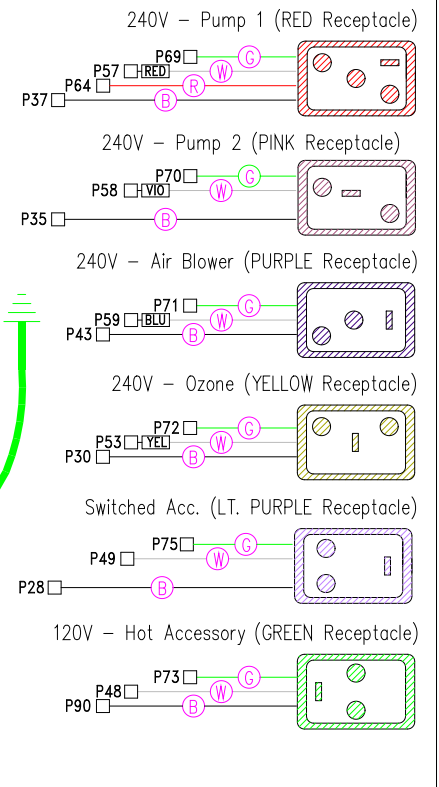 240V - Pump 1 (RED Receptacle)
P69 G
P57 RED W
P64 R
P37 B
240V - Pump 2 (PINK Receptacle)
P70 G
P58 VIO W
P35 B
240V - Air Blower (PURPLE Receptacle)
P71 G
P59 BLU W
P43 B
240V - Ozone (YELLOW Receptacle)
P72 G
P53 YEL W
P30 B
Switched Acc. (LT. PURPLE Receptacle)
P75 G
P49 W
P28 B
120V - Hot Accessory (GREEN Receptacle)
P73 G
P48 W
P90 B